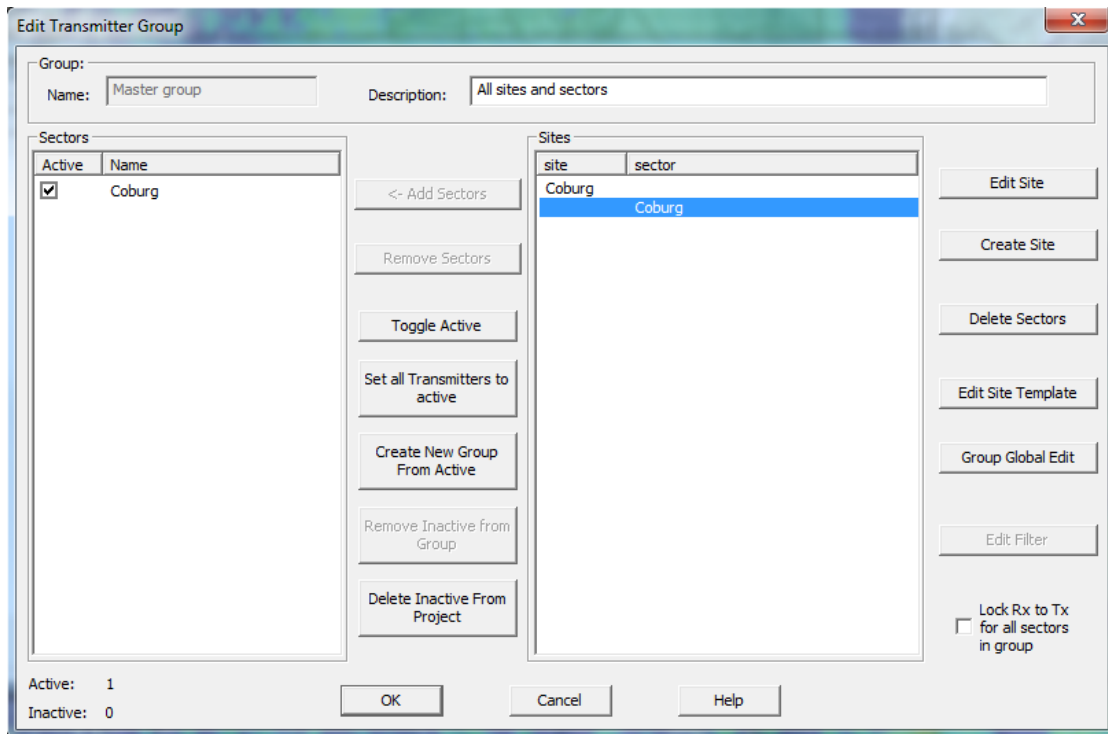 Edit Transmitter Group
Group:
Name: Master group Description: All sites and sectors
Sectors
Active Name
Coburg
<- Add Sectors
Remove Sectors
Toggle Active
Set all Transmitters to
active
Create New Group
From Active
Remove Inactive from
Group
Delete Inactive From
Project
Sites
site sector
Coburg
Coburg
Edit Site
Create Site
Delete Sectors
Edit Site Template
Group Global Edit
Edit Filter
Lock Rx to Tx
for all sectors
in group
Active: 1
Inactive: 0
OK Cancel Help